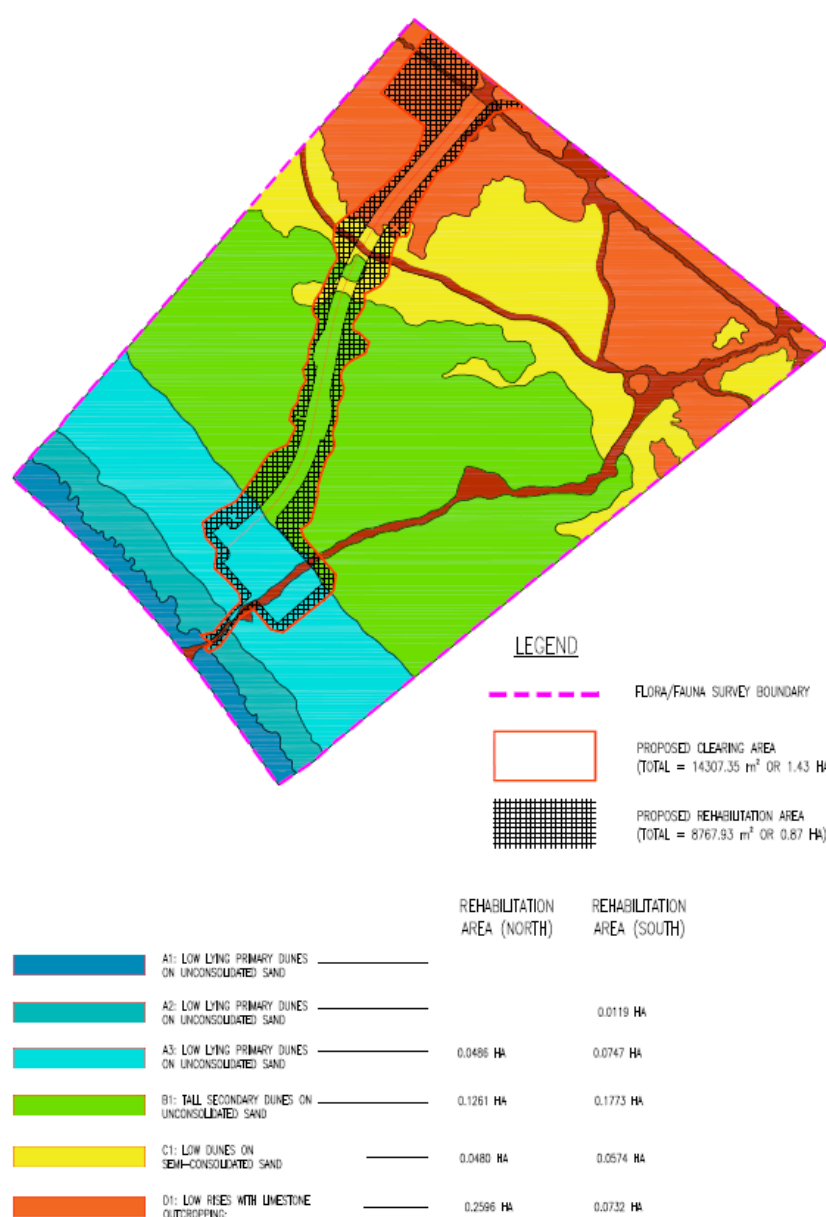 LEGEND
FLORA/FAUNA SURVEY BOUNDARY
PROPOSED CLEARING AREA
(TOTAL = 14307.35 m² OR 1.43 HA
PROPOSED REHABILITATION AREA
(TOTAL = 8767.93 m² OR 0.87 HA)
REHABILITATION
AREA (NORTH)
REHABILITATION
AREA (SOUTH)
A1: LOW LYING PRIMARY DUNES
ON UNCONSOLIDATED SAND
A2: LOW LYING PRIMARY DUNES
ON UNCONSOLIDATED SAND
0.0119 HA
A3: LOW LYING PRIMARY DUNES
ON UNCONSOLIDATED SAND
0.0486 HA
0.0747 HA
B1: TALL SECONDARY DUNES ON
UNCONSOLIDATED SAND
0.1261 HA
0.1773 HA
C1: LOW DUNES ON
SEMI-CONSOLIDATED SAND
0.0480 HA
0.0574 HA
D1: LOW RISES WITH LIMESTONE
OUTCROPPING:
0.2596 HA
0.0732 HA